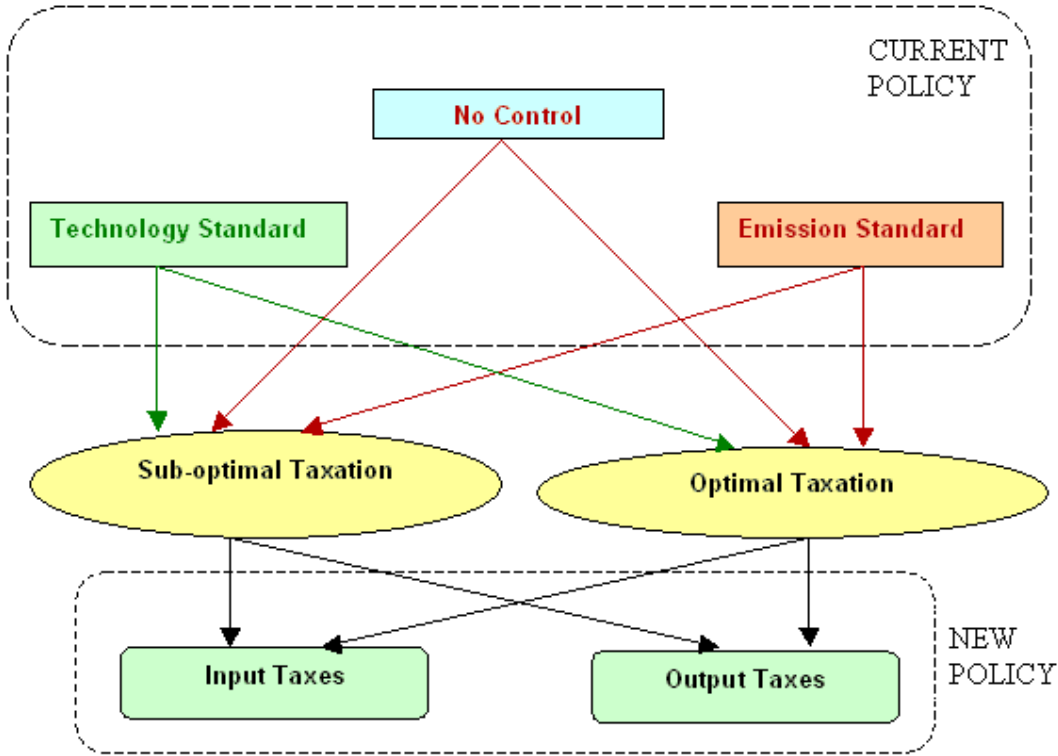 CURRENT
POLICY
No Control
Technology Standard
Emission Standard
Sub-optimal Taxation
Optimal Taxation
Input Taxes
Output Taxes
NEW
POLICY